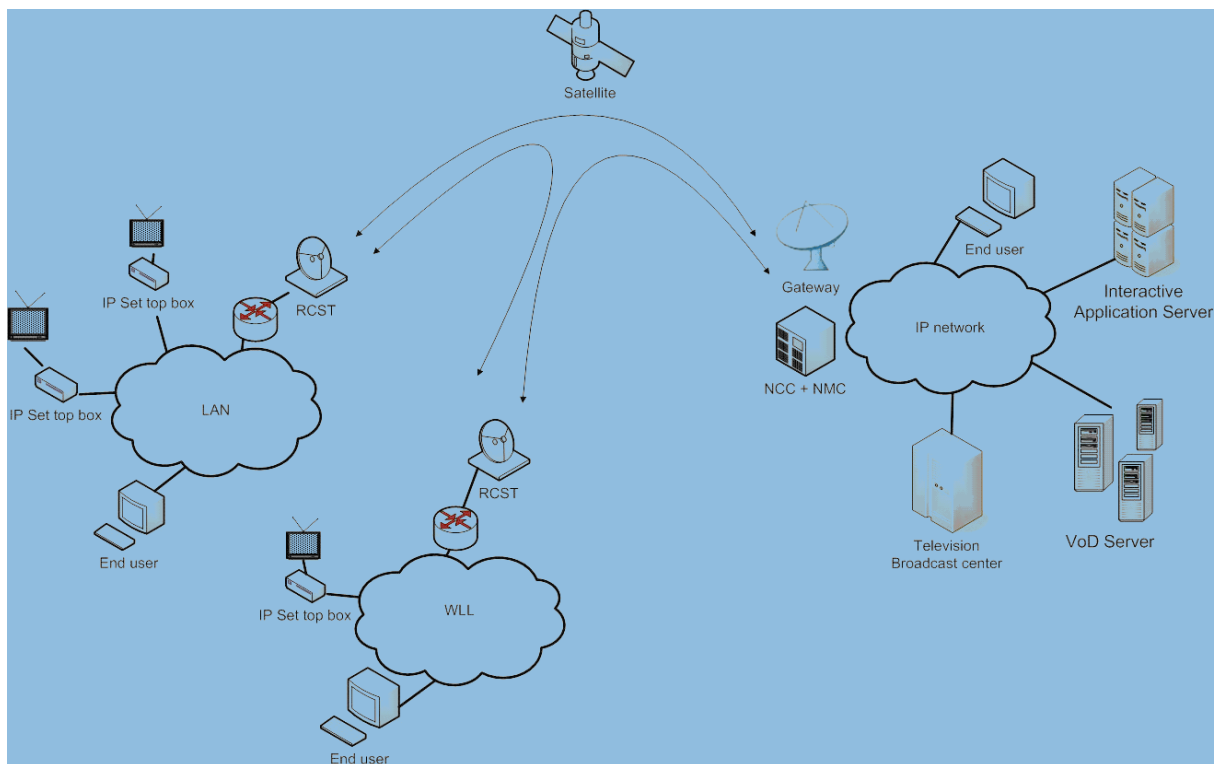 Satellite
End user
Gateway
Interactive
Application Server
IP Set top box
RCST
IP network
NCC + NMC
IP Set top box
LAN
RCST
Television
Broadcast center
VoD Server
End user
IP Set top box
WLL
End user